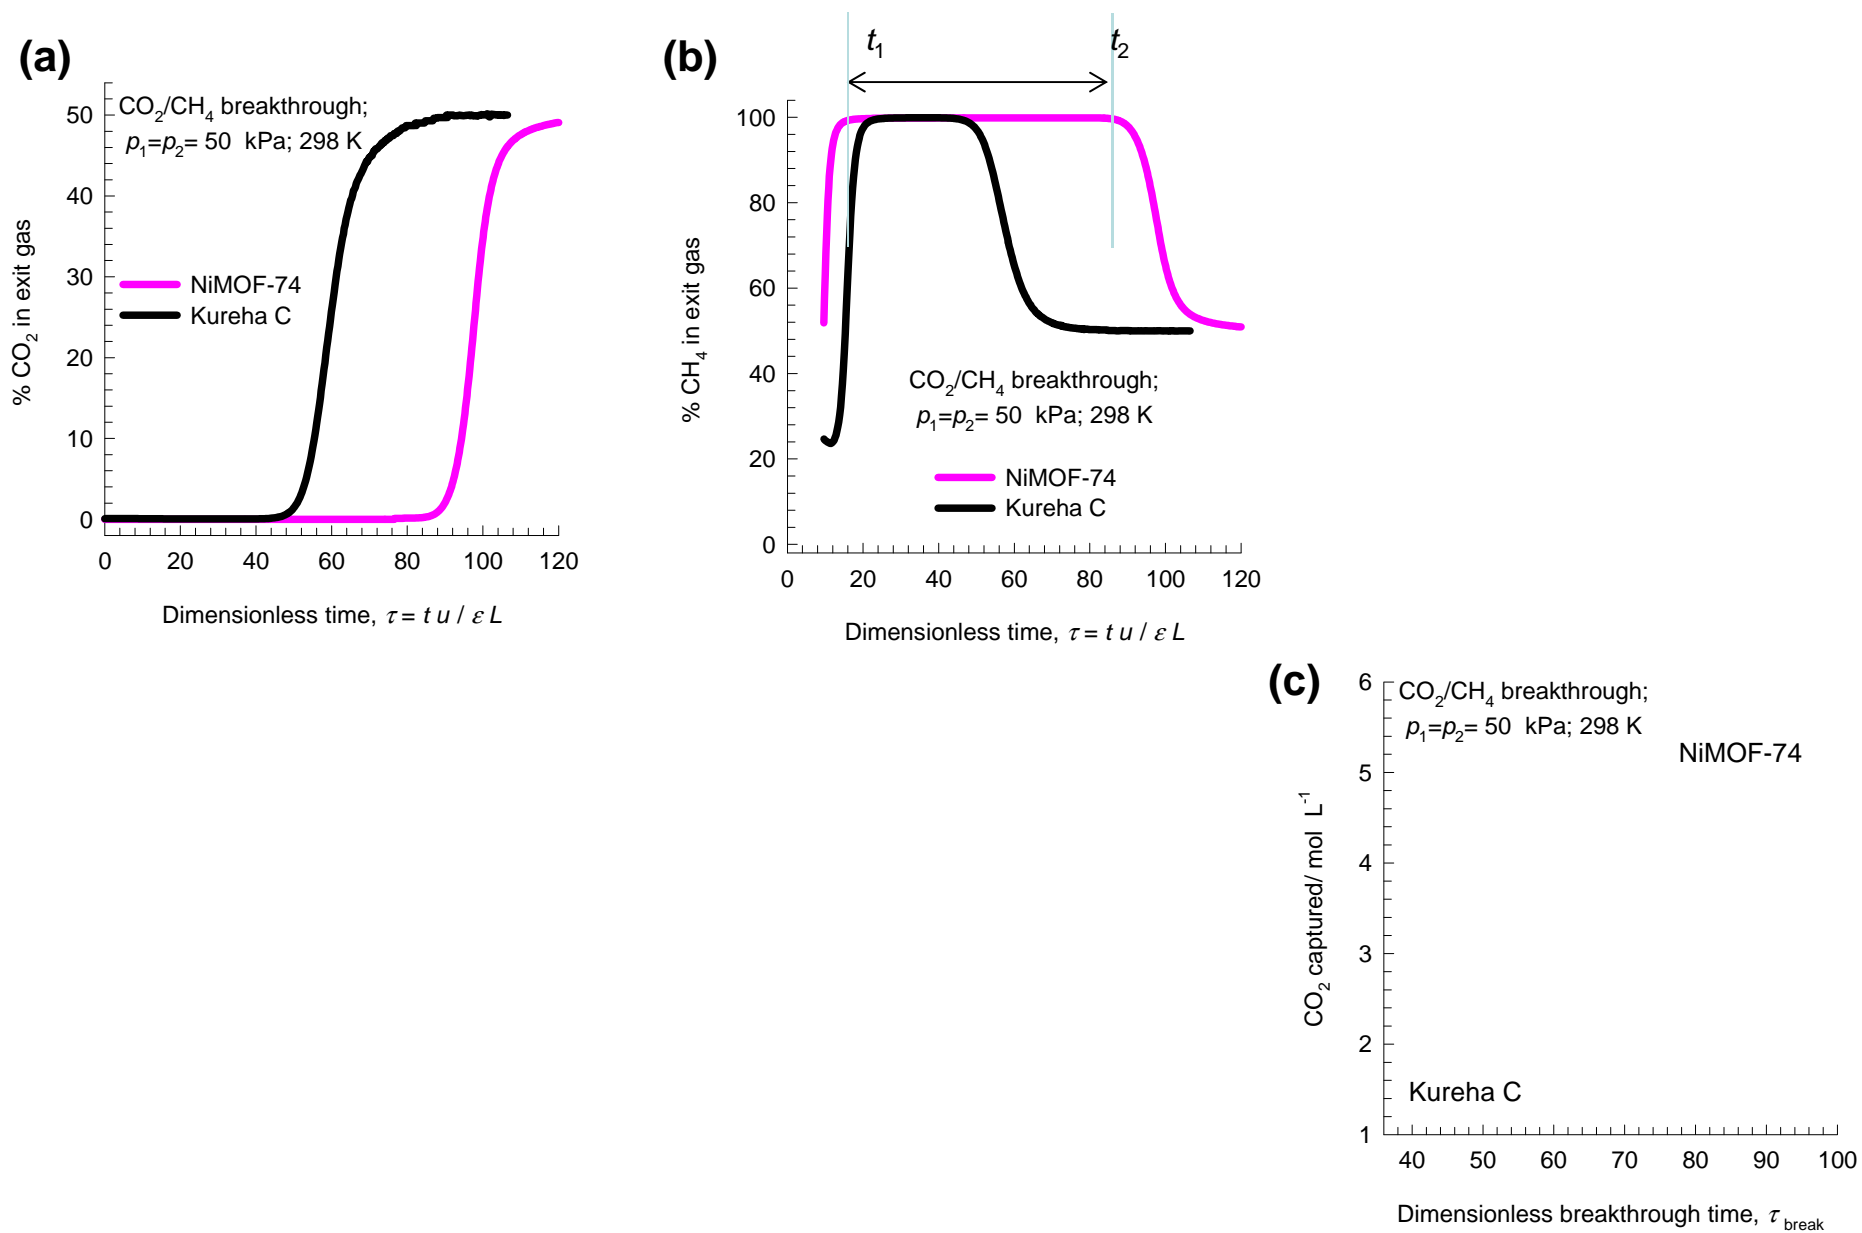 (a)
CO2/CH4 breakthrough;
p1=p2= 50 kPa; 298 K
NiMOF-74
Kureha C
% CO2 in exit gas
50
40
30
20
10
0
0 20 40 60 80 100 120
Dimensionless time, τ = t u / ε L
(b)
t1
t2
% CH4 in exit gas
100
80
60
40
20
0
CO2/CH4 breakthrough;
p1=p2= 50 kPa; 298 K
NiMOF-74
Kureha C
0 20 40 60 80 100 120
Dimensionless time, τ = t u / ε L
(c)
CO2/CH4 breakthrough;
p1=p2= 50 kPa; 298 K
NiMOF-74
Kureha C
CO2 captured/ mol L-1
6
5
4
3
2
1
40 50 60 70 80 90 100
Dimensionless breakthrough time, τ break